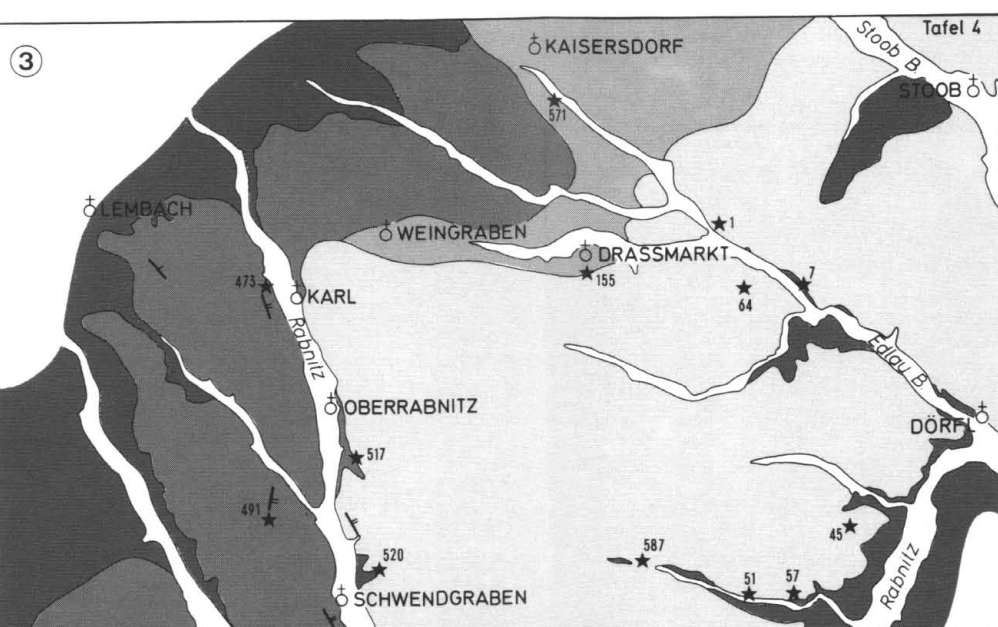 ③
Tafel 4
KAISERSDORF
Stoob B.
STOOB
571
LEMBACH
WEINGRABEN
1
DRASSMARKT
155
7
64
473
KARL
Rabnitz
Edlau B.
OBERRABNITZ
DÖRFL
517
491
45
520
587
51
57
SCHWENDGRABEN
Rabnitz